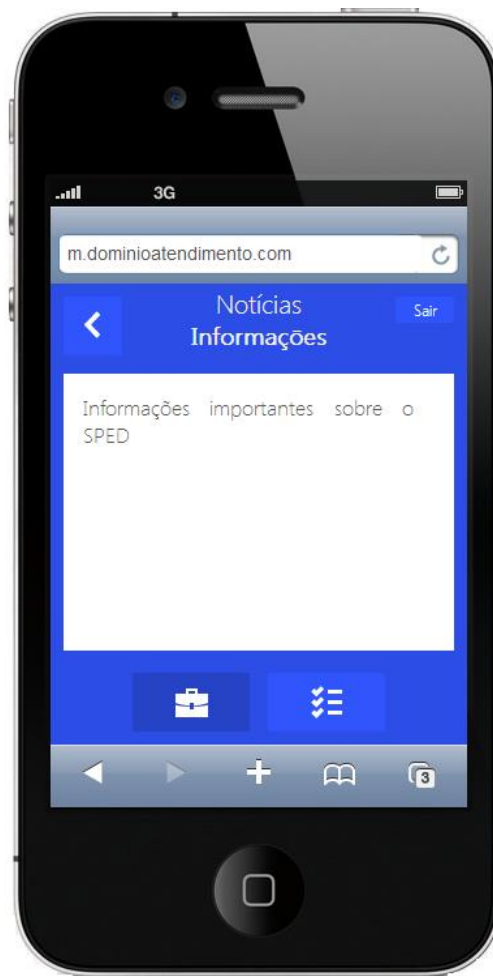 3G
m.dominioatendimento.com
Notícias
Sair
Informações
Informações importantes sobre o
SPED
3